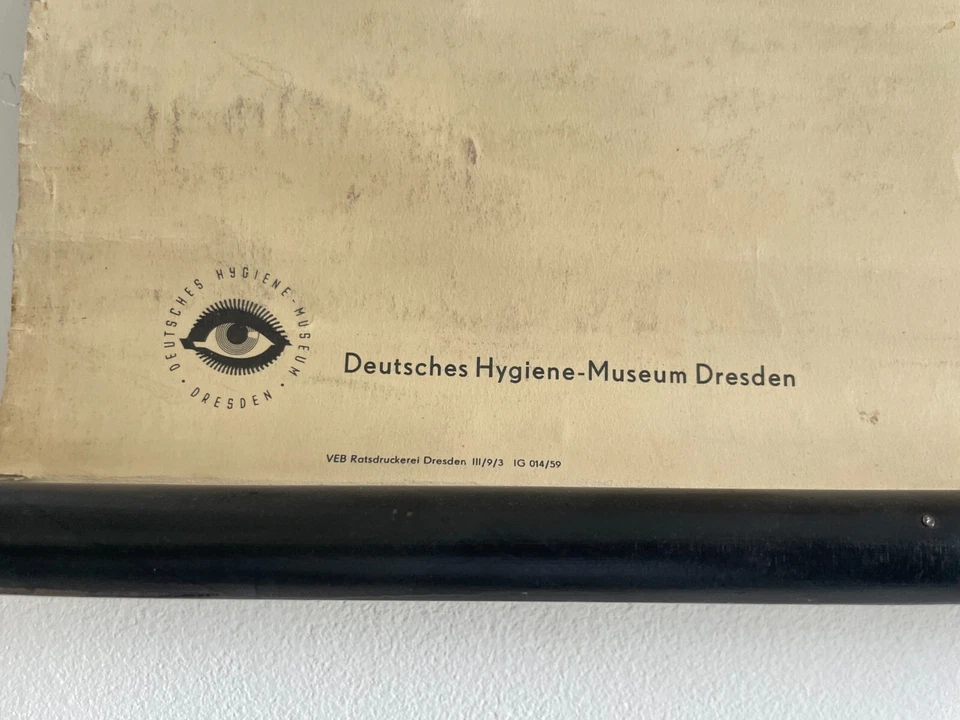 DEUTSCHES HYGIENE-MUSEUM • DRESDEN •
Deutsches Hygiene-Museum Dresden
VEB Ratsdruckerei Dresden III/9/3 IG 014/59